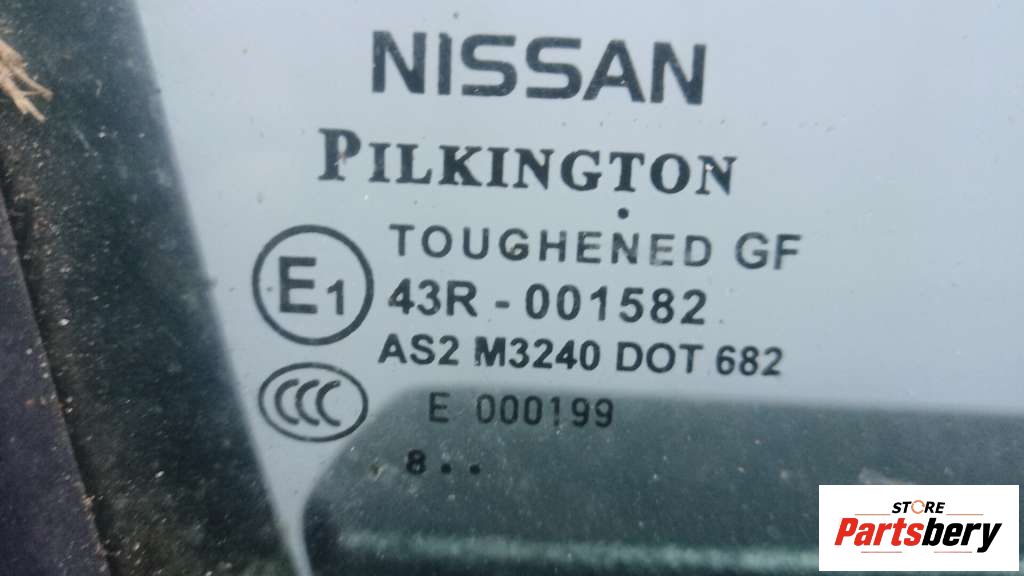 NISSAN
PILKINGTON
TOUGHENED GF
E1
43R - 001582
AS2 M3240 DOT 682
CCC
E 000199
. 8 . .
STORE
Partsbery